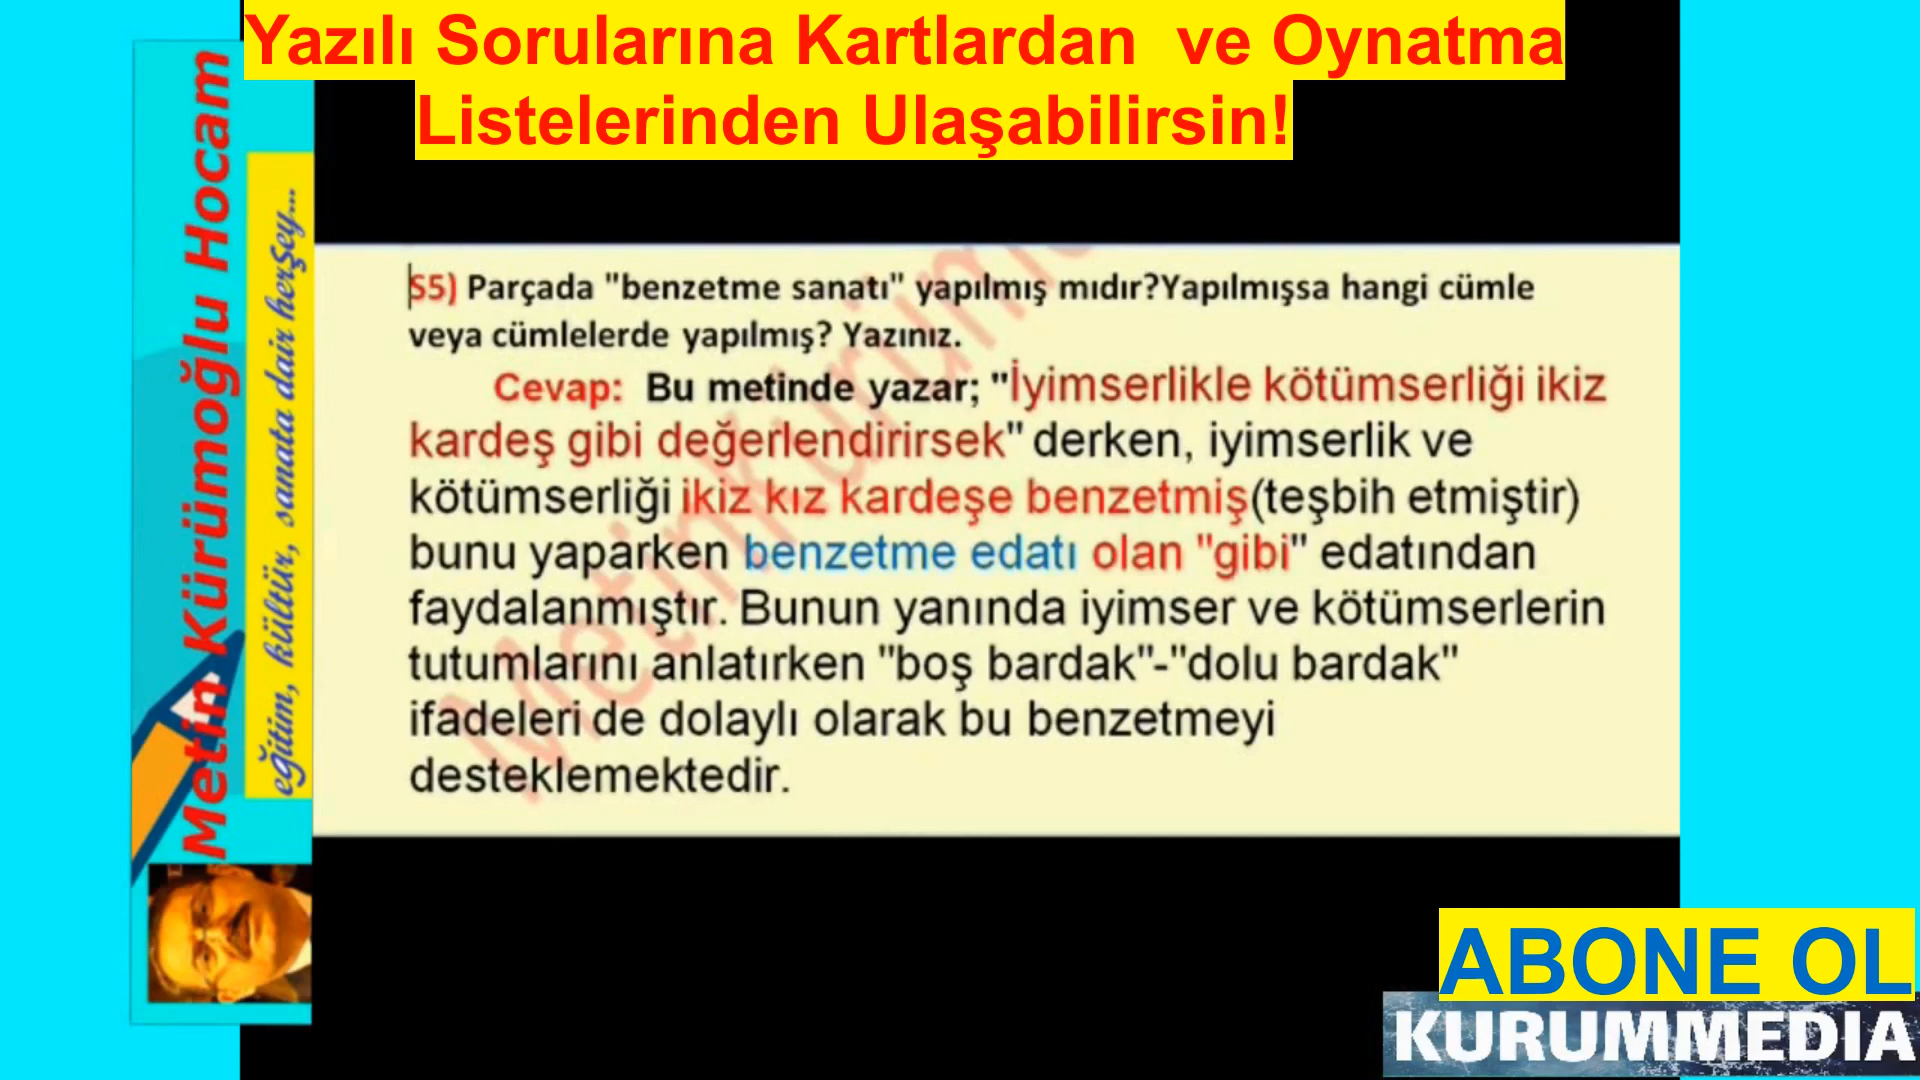 Yazılı Sorularına Kartlardan ve Oynatma
Listelerinden Ulaşabilirsin!
Metin Kürümoğlu Hocam
eğitim, kültür, sanata dair herşey...
S5) Parçada "benzetme sanatı" yapılmış mıdır?Yapılmışsa hangi cümle
veya cümlelerde yapılmış? Yazınız.
Cevap: Bu metinde yazar; "İyimserlikle kötümserliği ikiz
kardeş gibi değerlendirirsek" derken, iyimserlik ve
kötümserliği ikiz kız kardeşe benzetmiş(teşbih etmiştir)
bunu yaparken benzetme edatı olan "gibi" edatından
faydalanmıştır. Bunun yanında iyimser ve kötümserlerin
tutumlarını anlatırken "boş bardak"-"dolu bardak"
ifadeleri de dolaylı olarak bu benzetmeyi
desteklemektedir.
ABONE OL
KURUMMEDIA